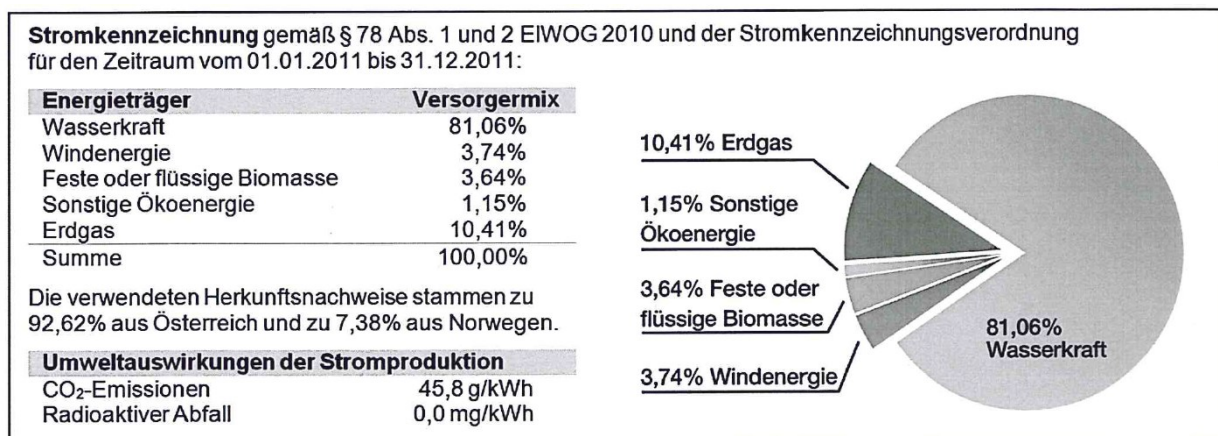 Stromkennzeichnung gemäß § 78 Abs. 1 und 2 ElWOG 2010 und der Stromkennzeichnungsverordnung
für den Zeitraum vom 01.01.2011 bis 31.12.2011:
Energieträger Versorgermix
Wasserkraft 81,06%
Windenergie 3,74%
Feste oder flüssige Biomasse 3,64%
Sonstige Ökoenergie 1,15%
Erdgas 10,41%
Summe 100,00%
Die verwendeten Herkunftsnachweise stammen zu
92,62% aus Österreich und zu 7,38% aus Norwegen.
Umweltauswirkungen der Stromproduktion
CO₂-Emissionen 45,8 g/kWh
Radioaktiver Abfall 0,0 mg/kWh
10,41% Erdgas
1,15% Sonstige
Ökoenergie
3,64% Feste oder
flüssige Biomasse
3,74% Windenergie
81,06%
Wasserkraft